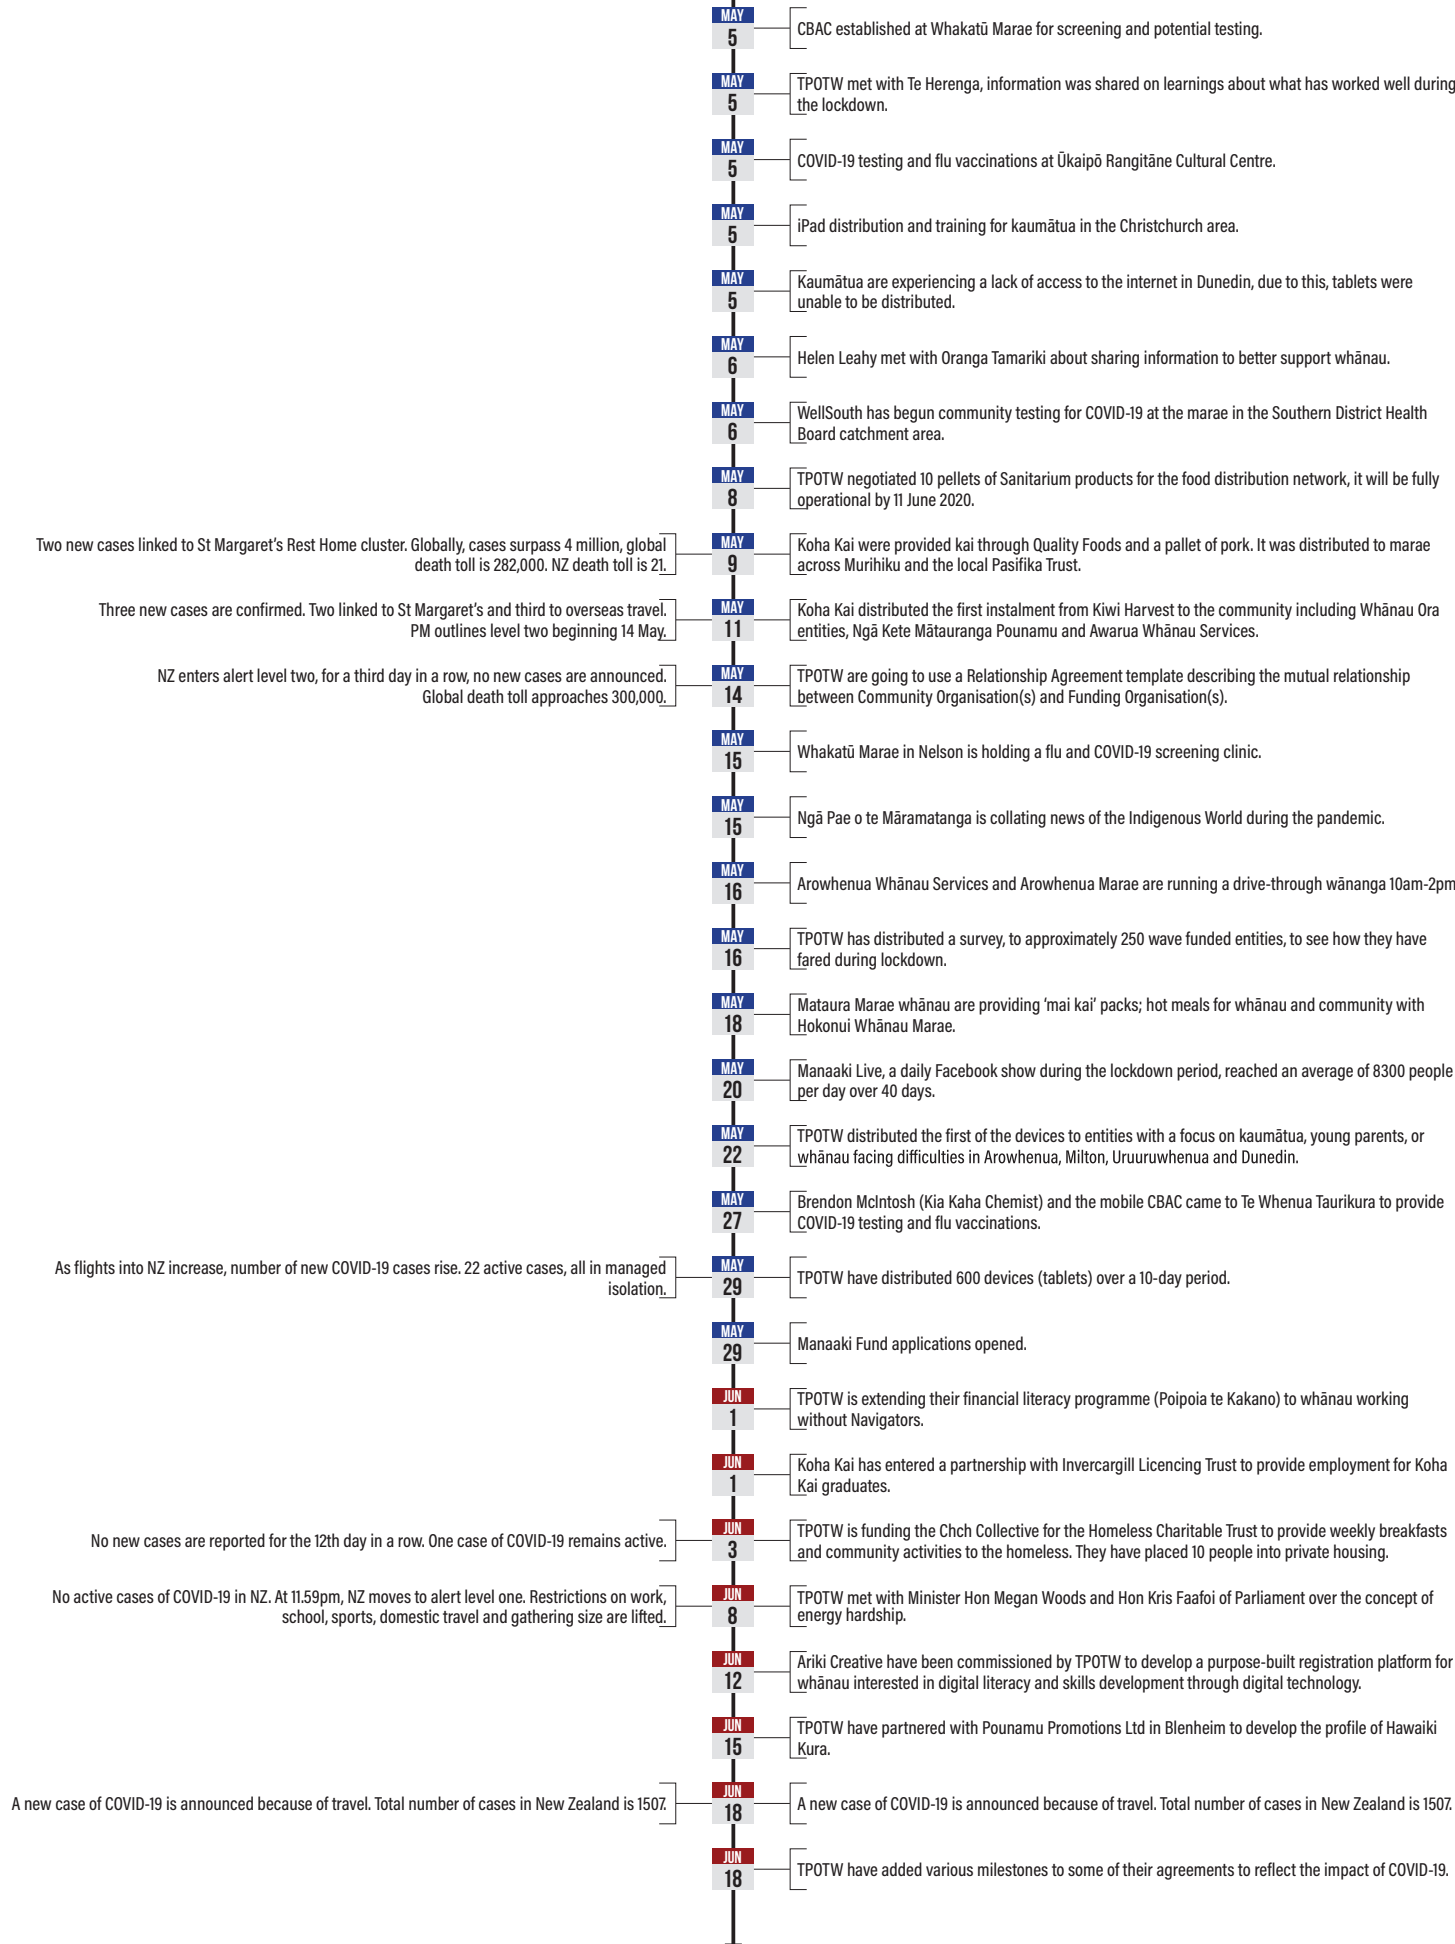 MAY
5
CBAC established at Whakatū Marae for screening and potential testing.
MAY
5
TPOTW met with Te Herenga, information was shared on learnings about what has worked well during
the lockdown.
MAY
5
COVID-19 testing and flu vaccinations at Ūkaipō Rangitāne Cultural Centre.
MAY
5
iPad distribution and training for kaumātua in the Christchurch area.
MAY
5
Kaumātua are experiencing a lack of access to the internet in Dunedin, due to this, tablets were
unable to be distributed.
MAY
6
Helen Leahy met with Oranga Tamariki about sharing information to better support whānau.
MAY
6
WellSouth has begun community testing for COVID-19 at the marae in the Southern District Health
Board catchment area.
MAY
8
TPOTW negotiated 10 pellets of Sanitarium products for the food distribution network, it will be fully
operational by 11 June 2020.
Two new cases linked to St Margaret's Rest Home cluster. Globally, cases surpass 4 million, global
death toll is 282,000. NZ death toll is 21.
MAY
9
Koha Kai were provided kai through Quality Foods and a pallet of pork. It was distributed to marae
across Murihiku and the local Pasifika Trust.
Three new cases are confirmed. Two linked to St Margaret's and third to overseas travel.
PM outlines level two beginning 14 May.
MAY
11
Koha Kai distributed the first instalment from Kiwi Harvest to the community including Whānau Ora
entities, Ngā Kete Mātauranga Pounamu and Awarua Whānau Services.
NZ enters alert level two, for a third day in a row, no new cases are announced.
Global death toll approaches 300,000.
MAY
14
TPOTW are going to use a Relationship Agreement template describing the mutual relationship
between Community Organisation(s) and Funding Organisation(s).
MAY
15
Whakatū Marae in Nelson is holding a flu and COVID-19 screening clinic.
MAY
15
Ngā Pae o te Māramatanga is collating news of the Indigenous World during the pandemic.
MAY
16
Arowhenua Whānau Services and Arowhenua Marae are running a drive-through wānanga 10am-2pm
MAY
16
TPOTW has distributed a survey, to approximately 250 wave funded entities, to see how they have
fared during lockdown.
MAY
18
Mataura Marae whānau are providing 'mai kai' packs; hot meals for whānau and community with
Hokonui Whānau Marae.
MAY
20
Manaaki Live, a daily Facebook show during the lockdown period, reached an average of 8300 people
per day over 40 days.
MAY
22
TPOTW distributed the first of the devices to entities with a focus on kaumātua, young parents, or
whānau facing difficulties in Arowhenua, Milton, Uruuruwhenua and Dunedin.
MAY
27
Brendon McIntosh (Kia Kaha Chemist) and the mobile CBAC came to Te Whenua Taurikura to provide
COVID-19 testing and flu vaccinations.
As flights into NZ increase, number of new COVID-19 cases rise. 22 active cases, all in managed
isolation.
MAY
29
TPOTW have distributed 600 devices (tablets) over a 10-day period.
MAY
29
Manaaki Fund applications opened.
JUN
1
TPOTW is extending their financial literacy programme (Poipoia te Kakano) to whānau working
without Navigators.
JUN
1
Koha Kai has entered a partnership with Invercargill Licencing Trust to provide employment for Koha
Kai graduates.
No new cases are reported for the 12th day in a row. One case of COVID-19 remains active.
JUN
3
TPOTW is funding the Chch Collective for the Homeless Charitable Trust to provide weekly breakfasts
and community activities to the homeless. They have placed 10 people into private housing.
No active cases of COVID-19 in NZ. At 11.59pm, NZ moves to alert level one. Restrictions on work,
school, sports, domestic travel and gathering size are lifted.
JUN
8
TPOTW met with Minister Hon Megan Woods and Hon Kris Faafoi of Parliament over the concept of
energy hardship.
JUN
12
Ariki Creative have been commissioned by TPOTW to develop a purpose-built registration platform for
whānau interested in digital literacy and skills development through digital technology.
JUN
15
TPOTW have partnered with Pounamu Promotions Ltd in Blenheim to develop the profile of Hawaiki
Kura.
A new case of COVID-19 is announced because of travel. Total number of cases in New Zealand is 1507.
JUN
18
A new case of COVID-19 is announced because of travel. Total number of cases in New Zealand is 1507.
JUN
18
TPOTW have added various milestones to some of their agreements to reflect the impact of COVID-19.